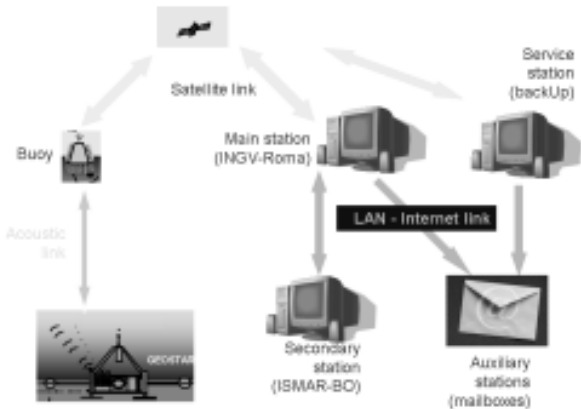 Service
station
(backUp)
Satellite link
Main station
(INGV-Roma)
Buoy
LAN - Internet link
Acoustic
link
GEOSTAR
Secondary
station
(ISMAR-BO)
Auxiliary
stations
(mailboxes)